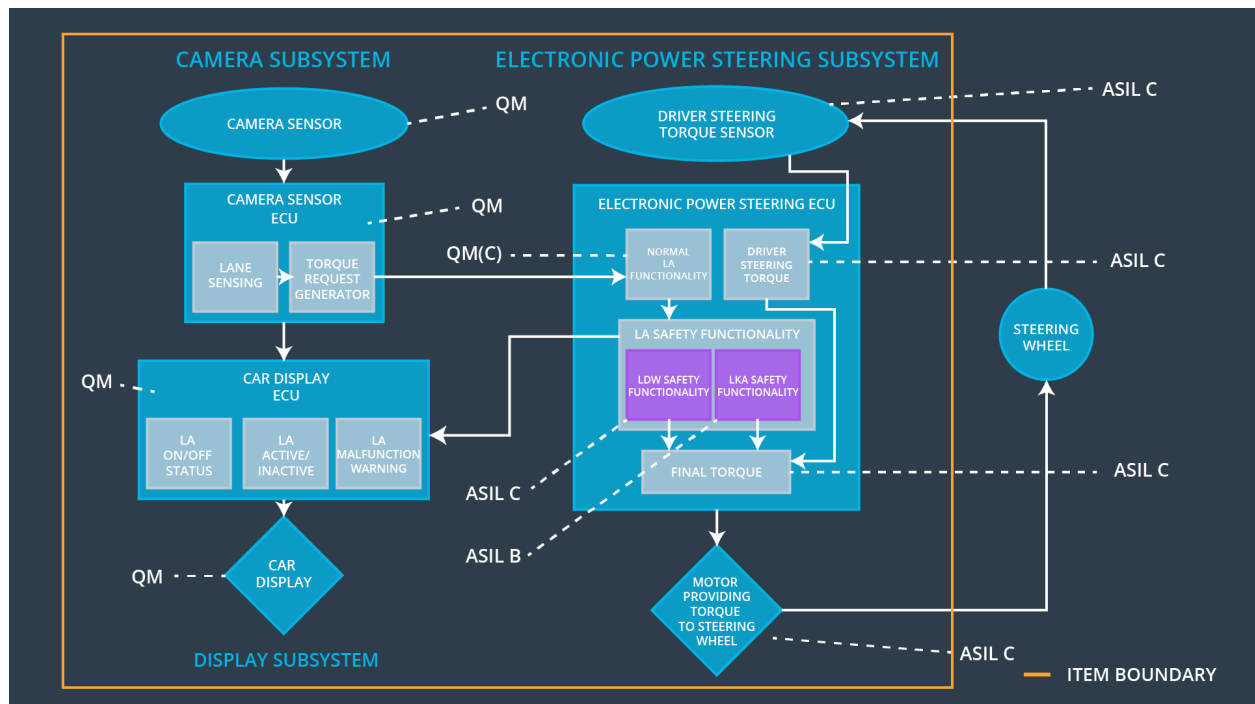 CAMERA SUBSYSTEM
ELECTRONIC POWER STEERING SUBSYSTEM
CAMERA SENSOR
QM
DRIVER STEERING
TORQUE SENSOR
ASIL C
CAMERA SENSOR
ECU
QM
LANE
SENSING
TORQUE
REQUEST
GENERATOR
ELECTRONIC POWER STEERING ECU
QM(C)
NORMAL
LA
FUNCTIONALITY
DRIVER
STEERING
TORQUE
ASIL C
LA SAFETY FUNCTIONALITY
LDW SAFETY
FUNCTIONALITY
LKA SAFETY
FUNCTIONALITY
STEERING
WHEEL
QM
CAR DISPLAY
ECU
LA
ON/OFF
STATUS
LA
ACTIVE/
INACTIVE
LA
MALFUNCTION
WARNING
FINAL TORQUE
ASIL C
ASIL C
ASIL B
QM
CAR
DISPLAY
MOTOR
PROVIDING
TORQUE
TO STEERING
WHEEL
ASIL C
DISPLAY SUBSYSTEM
ITEM BOUNDARY